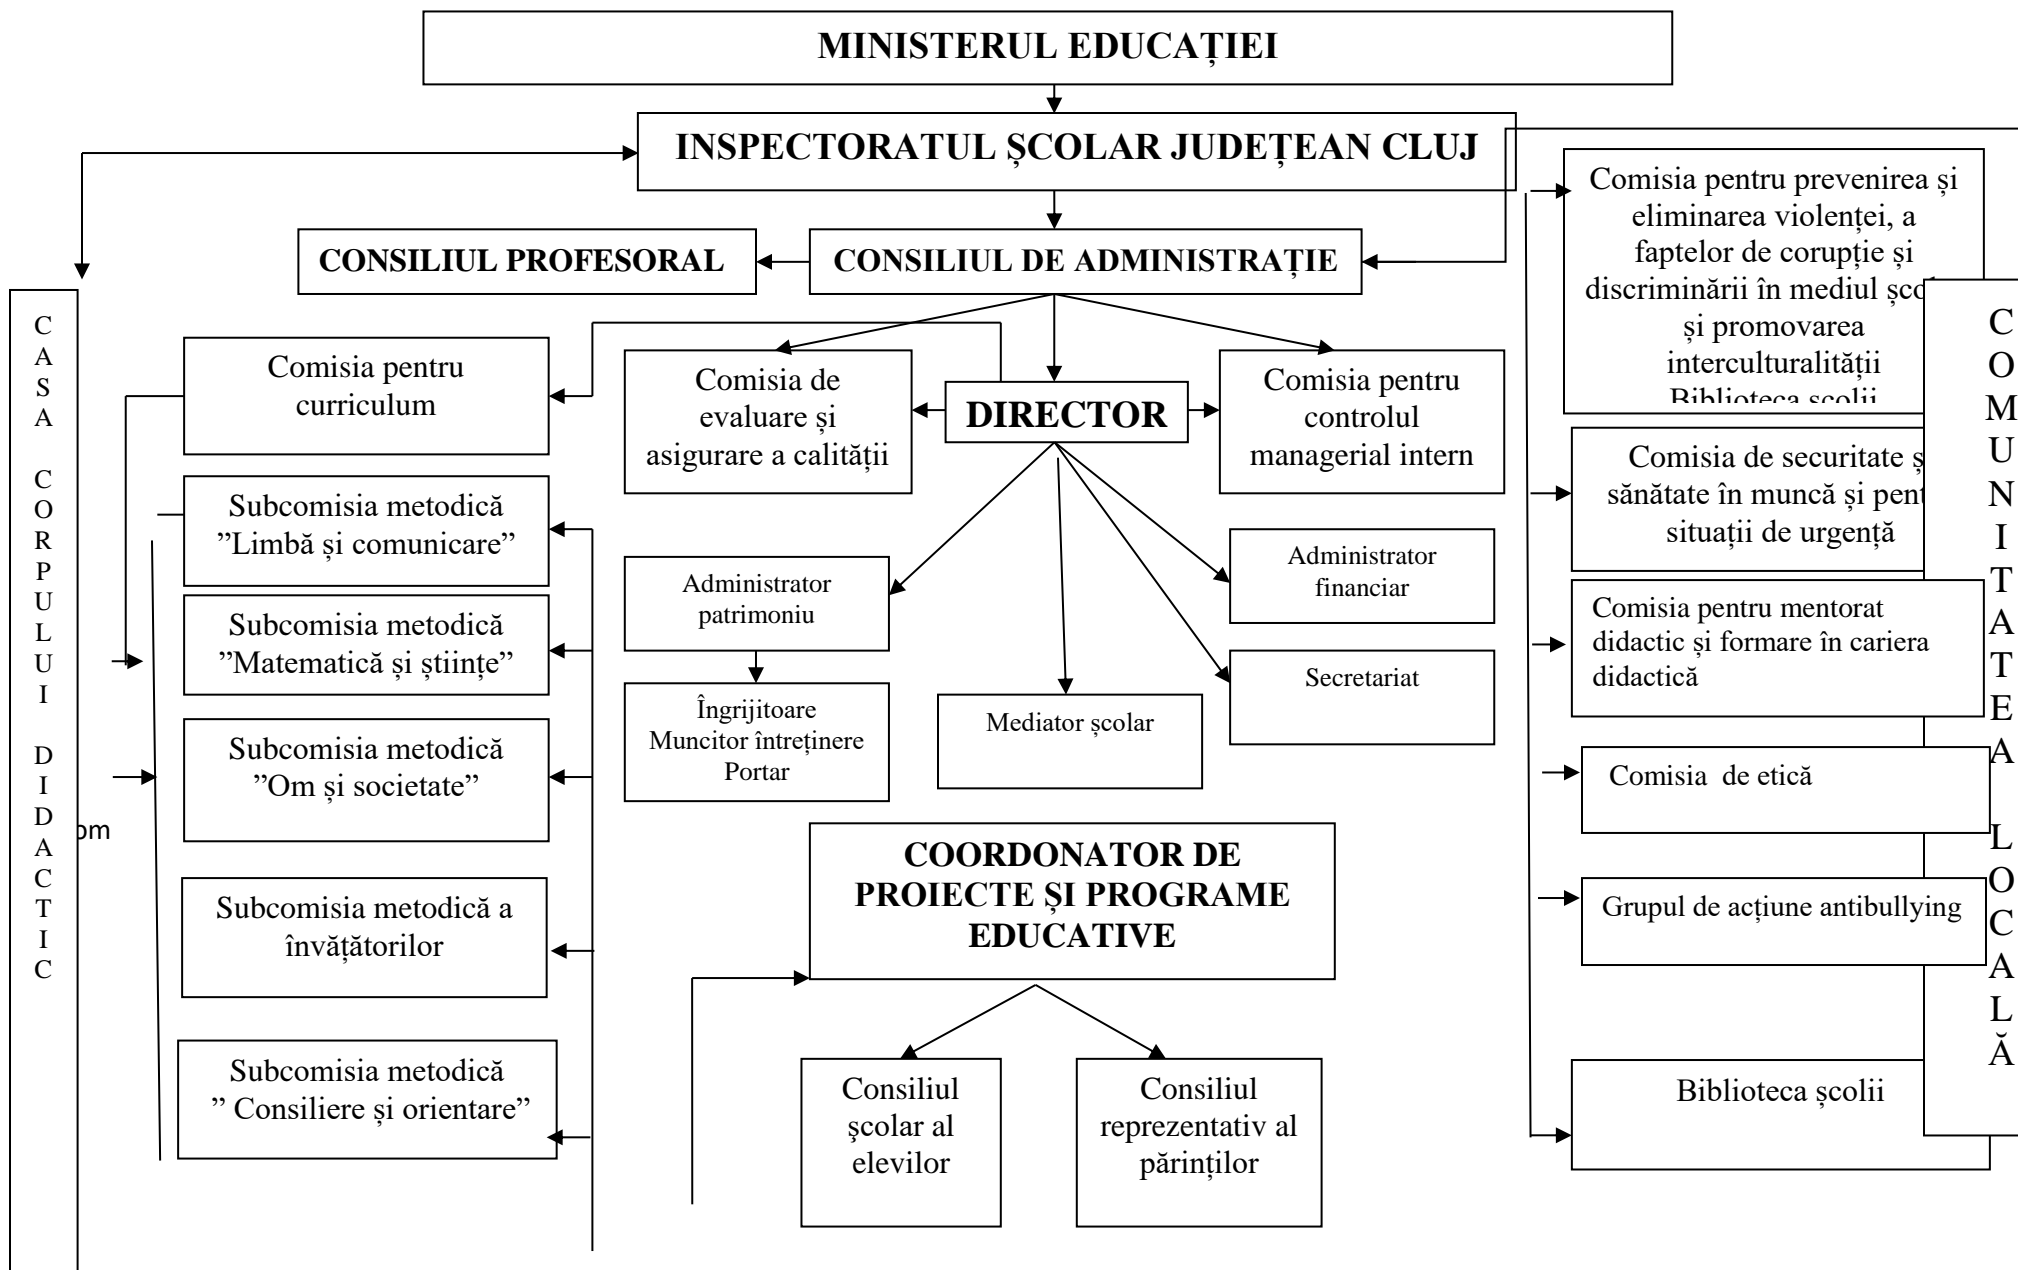 MINISTERUL EDUCAȚIEI
INSPECTORATUL ȘCOLAR JUDEȚEAN CLUJ
CONSILIUL PROFESORAL
CONSILIUL DE ADMINISTRAȚIE
CASA CORPULUI DIDACTIC
Comisia pentru
curriculum
Subcomisia metodică
”Limbă și comunicare”
Subcomisia metodică
”Matematică și științe”
Subcomisia metodică
”Om și societate”
Subcomisia metodică a
învățătorilor
Subcomisia metodică
” Consiliere și orientare”
Comisia de
evaluare și
asigurare a calității
DIRECTOR
Comisia pentru
controlul
managerial intern
Administrator
patrimoniu
Îngrijitoare
Muncitor întreținere
Portar
Mediator școlar
Administrator
financiar
Secretariat
COORDONATOR DE
PROIECTE ȘI PROGRAME
EDUCATIVE
Consiliul
şcolar al
elevilor
Consiliul
reprezentativ al
părinților
Comisia pentru prevenirea și
eliminarea violenței, a
faptelor de corupție și
discriminării în mediul
și promovarea
interculturalității
Biblioteca școlii
Comisia de securitate
sănătate în muncă și
situații de urgență
Comisia pentru mentorat
didactic și formare în cariera
didactică
Comisia de etică
Grupul de acțiune antibullying
Biblioteca școlii
COMUNITATEA LOCALĂ